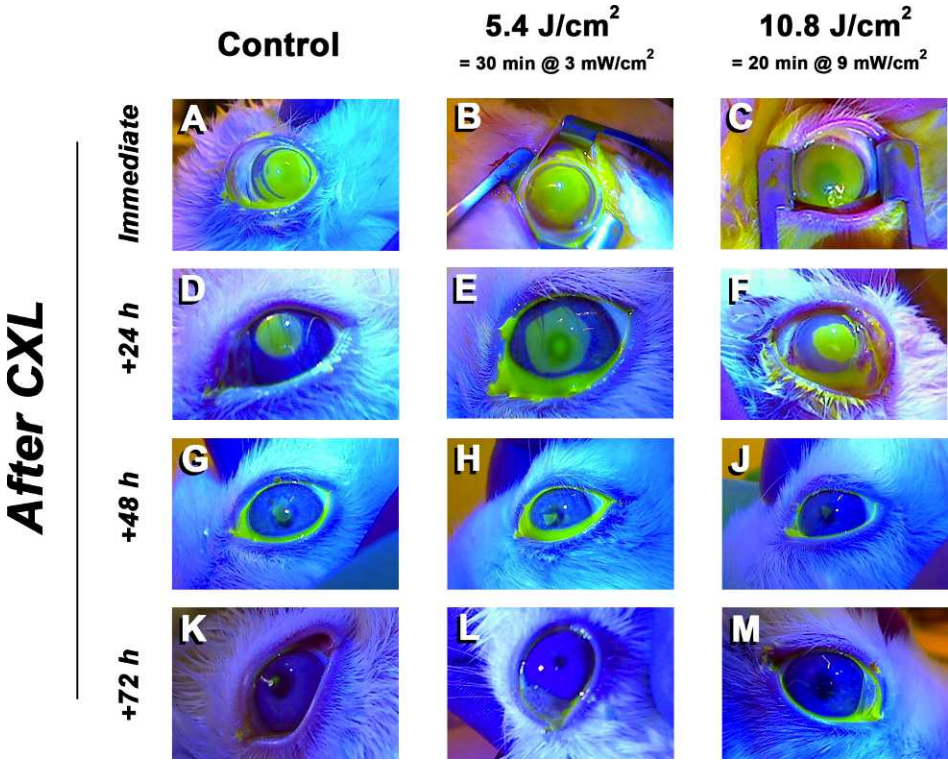 Control
5.4 J/cm²
= 30 min @ 3 mW/cm²
10.8 J/cm²
= 20 min @ 9 mW/cm²
After CXL
Immediate
A
B
C
+24 h
D
E
F
+48 h
G
H
J
+72 h
K
L
M